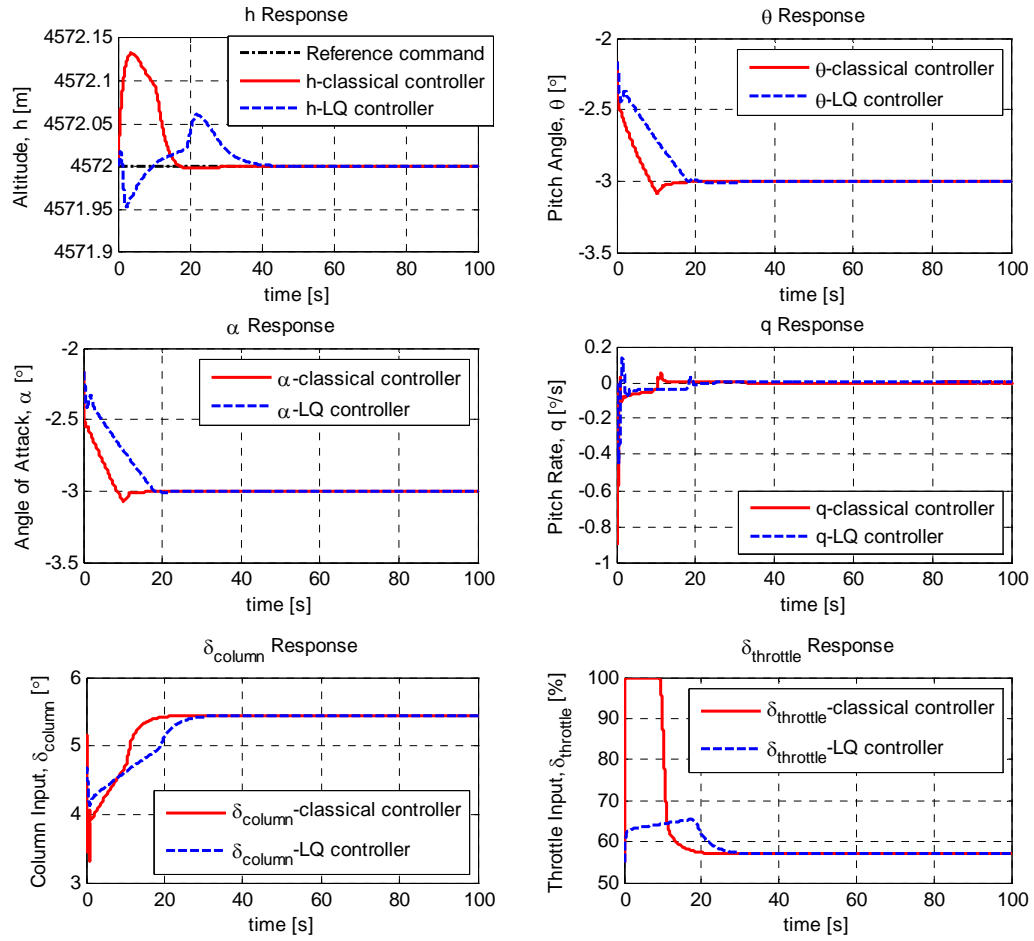 h Response
4572.15
4572.1
4572.05
4572
4571.95
4571.9
Altitude, h [m]
Reference command
h-classical controller
h-LQ controller
0 20 40 60 80 100
time [s]
θ Response
-2
-2.5
-3
-3.5
Pitch Angle, θ [°]
θ-classical controller
θ-LQ controller
0 20 40 60 80 100
time [s]
α Response
-2
-2.5
-3
-3.5
Angle of Attack, α [°]
α-classical controller
α-LQ controller
0 20 40 60 80 100
time [s]
q Response
0.2
0
-0.2
-0.4
-0.6
-0.8
-1
Pitch Rate, q [°/s]
q-classical controller
q-LQ controller
0 20 40 60 80 100
time [s]
δcolumn Response
6
5
4
3
Column Input, δcolumn [°]
δcolumn-classical controller
δcolumn-LQ controller
0 20 40 60 80 100
time [s]
δthrottle Response
100
90
80
70
60
50
Throttle Input, δthrottle [%]
δthrottle-classical controller
δthrottle-LQ controller
0 20 40 60 80 100
time [s]